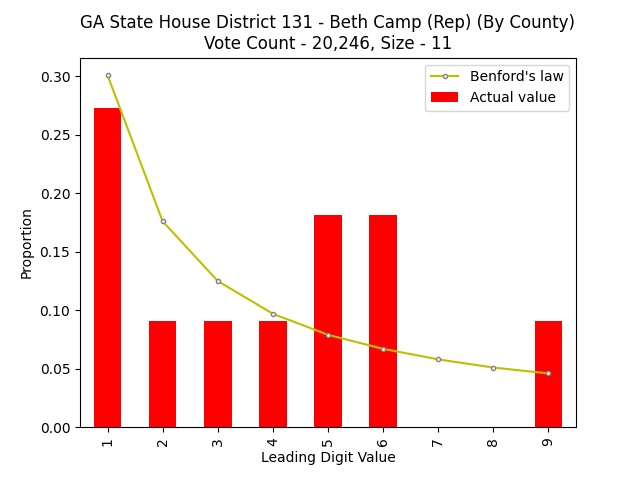 GA State House District 131 - Beth Camp (Rep) (By County)
Vote Count - 20,246, Size - 11
Benford's law
Actual value
0.30
0.25
0.20
0.15
0.10
0.05
0.00
Proportion
1 2 3 4 5 6 7 8 9
Leading Digit Value